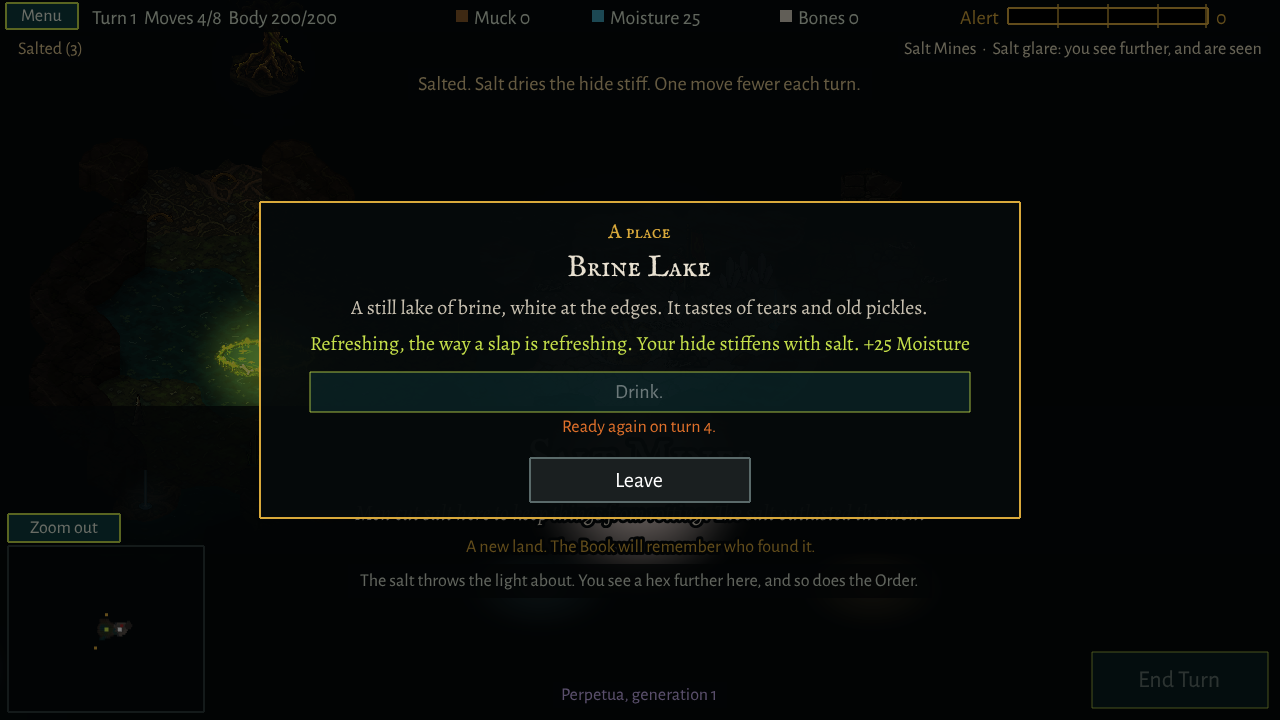 Menu
Turn 1 Moves 4/8 Body 200/200
Muck 0
Moisture 25
Bones 0
Alert
0
Salted (3)
Salt Mines · Salt glare: you see further, and are seen
Salted. Salt dries the hide stiff. One move fewer each turn.
A place
Brine Lake
A still lake of brine, white at the edges. It tastes of tears and old pickles.
Refreshing, the way a slap is refreshing. Your hide stiffens with salt. +25 Moisture
Drink.
Ready again on turn 4.
Leave
Zoom out
A new land. The Book will remember who found it.
The salt throws the light about. You see a hex further here, and so does the Order.
End Turn
Perpetua, generation 1